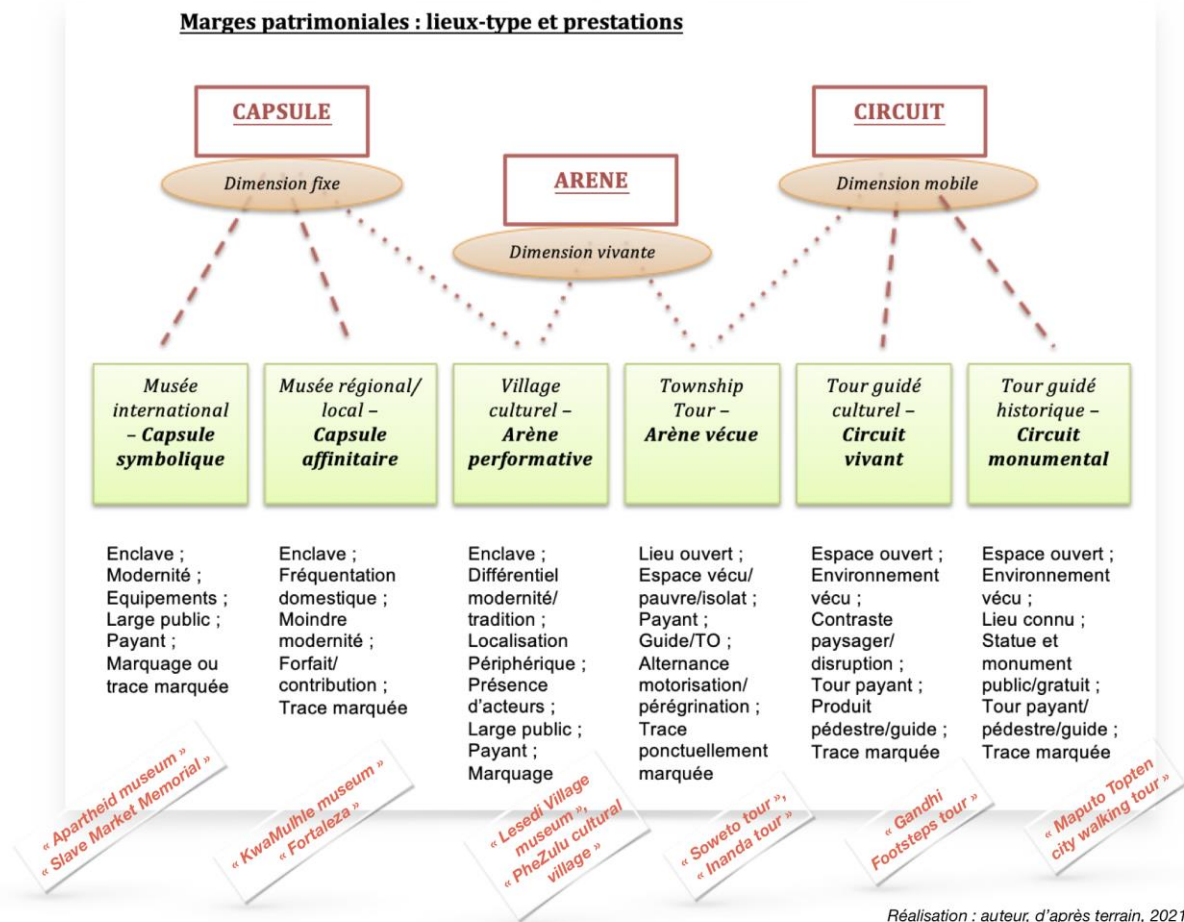 Marges patrimoniales : lieux-type et prestations
CAPSULE
Dimension fixe
ARENE
Dimension vivante
CIRCUIT
Dimension mobile
Musée
international
– Capsule
symbolique
Musée régional/
local –
Capsule
affinitaire
Village
culturel –
Arène
performative
Township
Tour –
Arène vécue
Tour guidé
culturel –
Circuit
vivant
Tour guidé
historique –
Circuit
monumental
Enclave ;
Modernité ;
Equipements ;
Large public ;
Payant ;
Marquage ou
trace marquée
Enclave ;
Fréquentation
domestique ;
Moindre
modernité ;
Forfait/
contribution ;
Trace marquée
Enclave ;
Différentiel
modernité/
tradition ;
Localisation
Périphérique ;
Présence
d'acteurs ;
Large public ;
Payant ;
Marquage
Lieu ouvert ;
Espace vécu/
pauvre/isolat ;
Payant ;
Guide/TO ;
Alternance
motorisation/
pérégrination ;
Trace
ponctuellement
marquée
Espace ouvert ;
Environnement
vécu ;
Contraste
paysager/
disruption ;
Tour payant ;
Produit
pédestre/guide ;
Trace marquée
Espace ouvert ;
Environnement
vécu ;
Lieu connu ;
Statue et
monument
public/gratuit ;
Tour payant/
pédestre/guide ;
Trace marquée
« Apartheid museum »
« Slave Market Memorial »
« KwaMulhle museum »
« Fortaleza »
« Lesedi Village
museum »,
« PheZulu cultural
village »
« Soweto tour »,
« Inanda tour »
« Gandhi
Footsteps tour »
« Maputo Topten
city walking tour »
Réalisation : auteur, d'après terrain, 2021